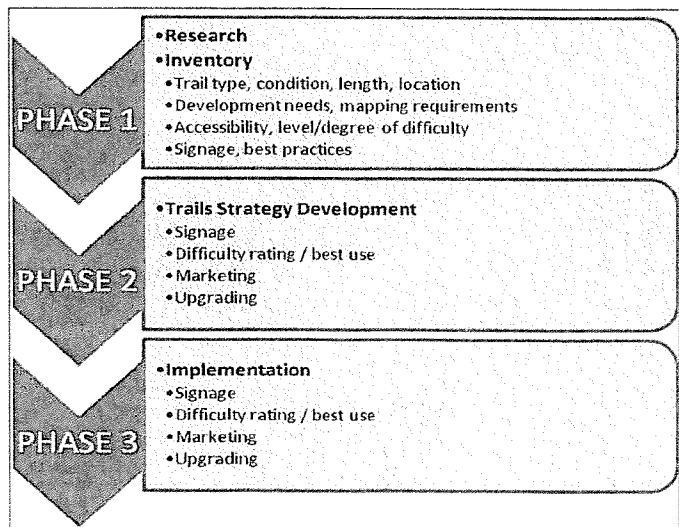 PHASE 1
•Research
•Inventory
•Trail type, condition, length, location
•Development needs, mapping requirements
•Accessibility, level/degree of difficulty
•Signage, best practices
PHASE 2
•Trails Strategy Development
•Signage
•Difficulty rating / best use
•Marketing
•Upgrading
PHASE 3
•Implementation
•Signage
•Difficulty rating / best use
•Marketing
•Upgrading